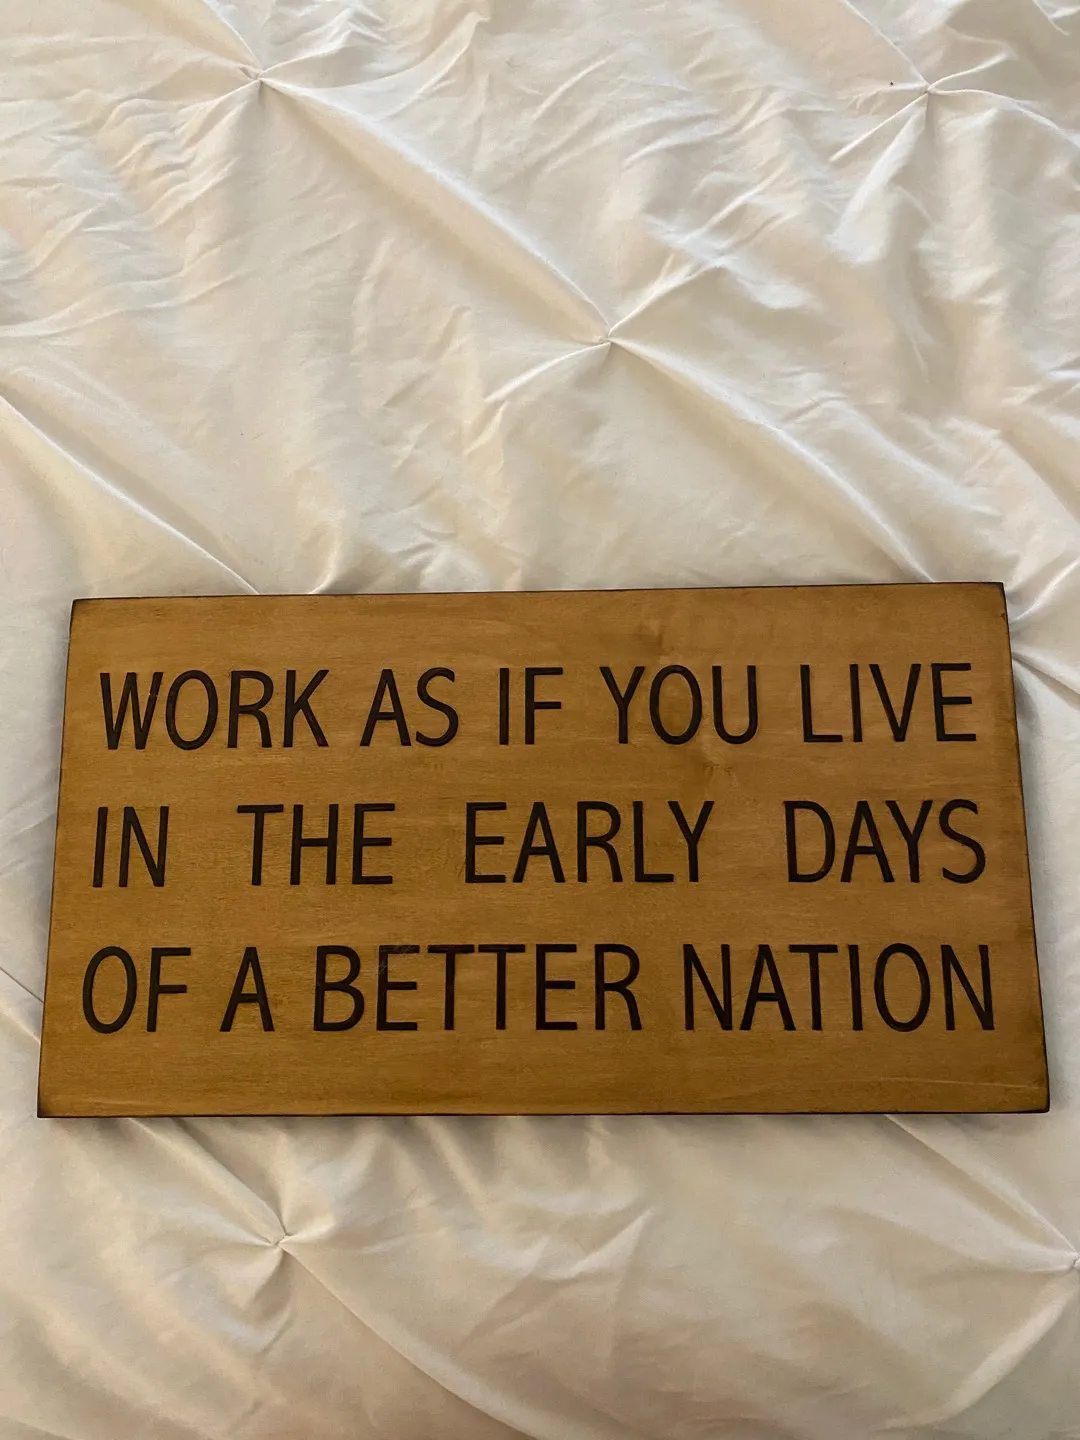 WORK AS IF YOU LIVE
IN THE EARLY DAYS
OF A BETTER NATION